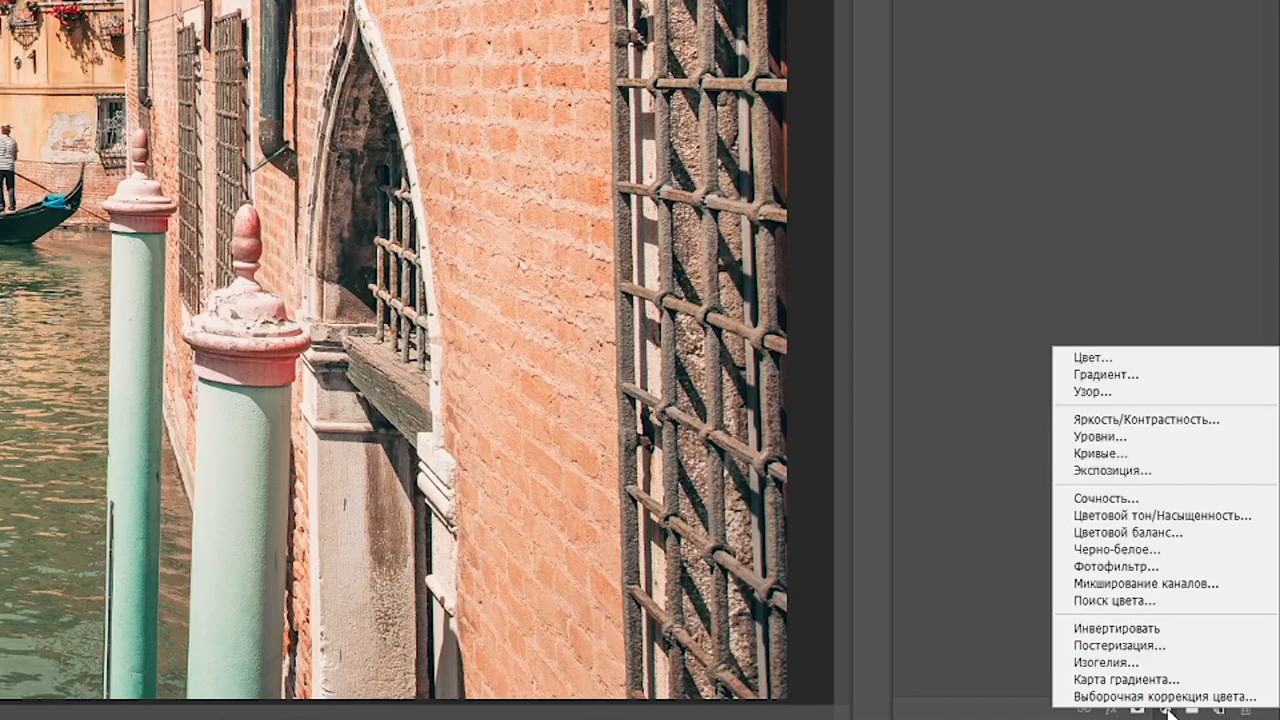 Цвет...
Градиент...
Узор...
Яркость/Контрастность...
Уровни...
Кривые...
Экспозиция...
Сочность...
Цветовой тон/Насыщенность...
Цветовой баланс...
Черно-белое...
Фотофильтр...
Микширование каналов...
Поиск цвета...
Инвертировать
Постеризация...
Изогелия...
Карта градиента...
Выборочная коррекция цвета...